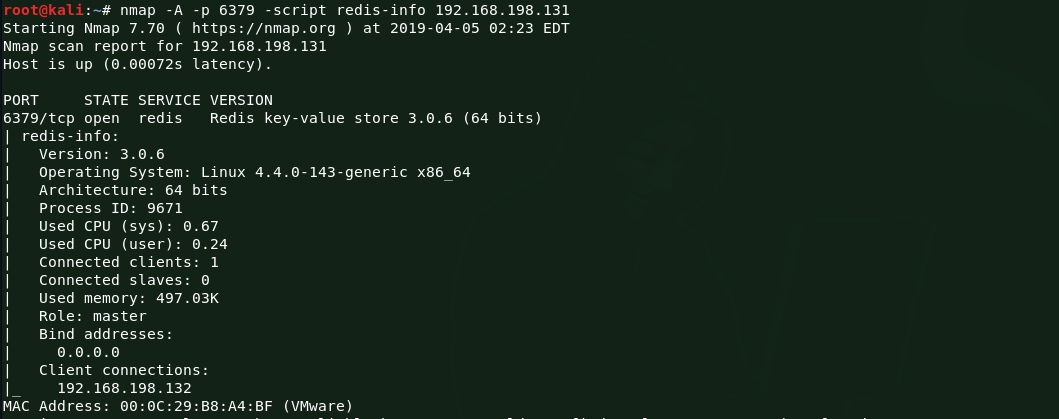 root@kali:~# nmap -A -p 6379 -script redis-info 192.168.198.131
Starting Nmap 7.70 ( https://nmap.org ) at 2019-04-05 02:23 EDT
Nmap scan report for 192.168.198.131
Host is up (0.00072s latency).
PORT     STATE SERVICE VERSION
6379/tcp open  redis   Redis key-value store 3.0.6 (64 bits)
| redis-info:
|   Version: 3.0.6
|   Operating System: Linux 4.4.0-143-generic x86_64
|   Architecture: 64 bits
|   Process ID: 9671
|   Used CPU (sys): 0.67
|   Used CPU (user): 0.24
|   Connected clients: 1
|   Connected slaves: 0
|   Used memory: 497.03K
|   Role: master
|   Bind addresses:
|     0.0.0.0
|   Client connections:
|_    192.168.198.132
MAC Address: 00:0C:29:B8:A4:BF (VMware)